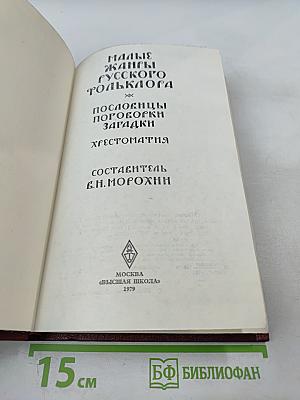 МАЛЫЕ
ЖАНРЫ
РУССКОГО
ФОЛЬКЛОРА
ПОСЛОВИЦЫ
ПОГОВОРКИ
ЗАГАДКИ
ХРЕСТОМАТИЯ
СОСТАВИТЕЛЬ
В.Н.МОРОХИН
МОСКВА
«ВЫСШАЯ ШКОЛА»
1979
15 см
БФ БИБЛИОФАН